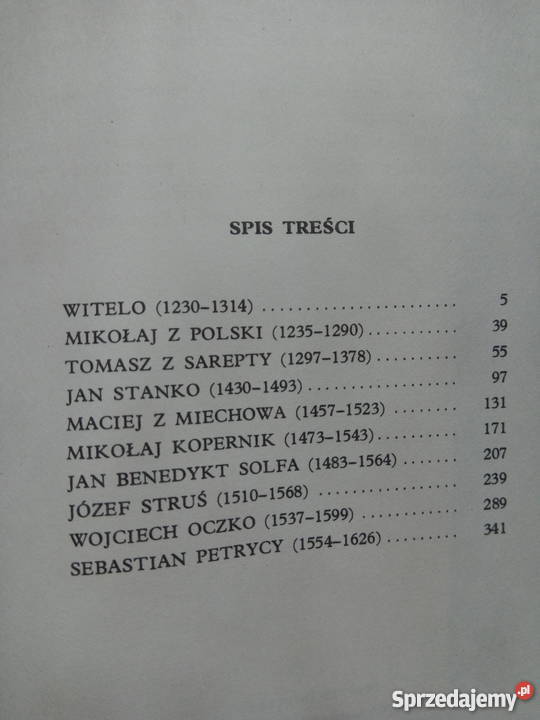 SPIS TREŚCI
WITELO (1230–1314) ........................ 5
MIKOŁAJ Z POLSKI (1235–1290) ............ 39
TOMASZ Z SAREPTY (1297–1378) ............ 55
JAN STANKO (1430–1493) .................... 97
MACIEJ Z MIECHOWA (1457–1523) ......... 131
MIKOŁAJ KOPERNIK (1473–1543) ........... 171
JAN BENEDYKT SOLFA (1483–1564) ....... 207
JÓZEF STRUŚ (1510–1568) .................. 239
WOJCIECH OCZKO (1537–1599) ............. 289
SEBASTIAN PETRYCY (1554–1626) .......... 341
Sprzedajemy.pl